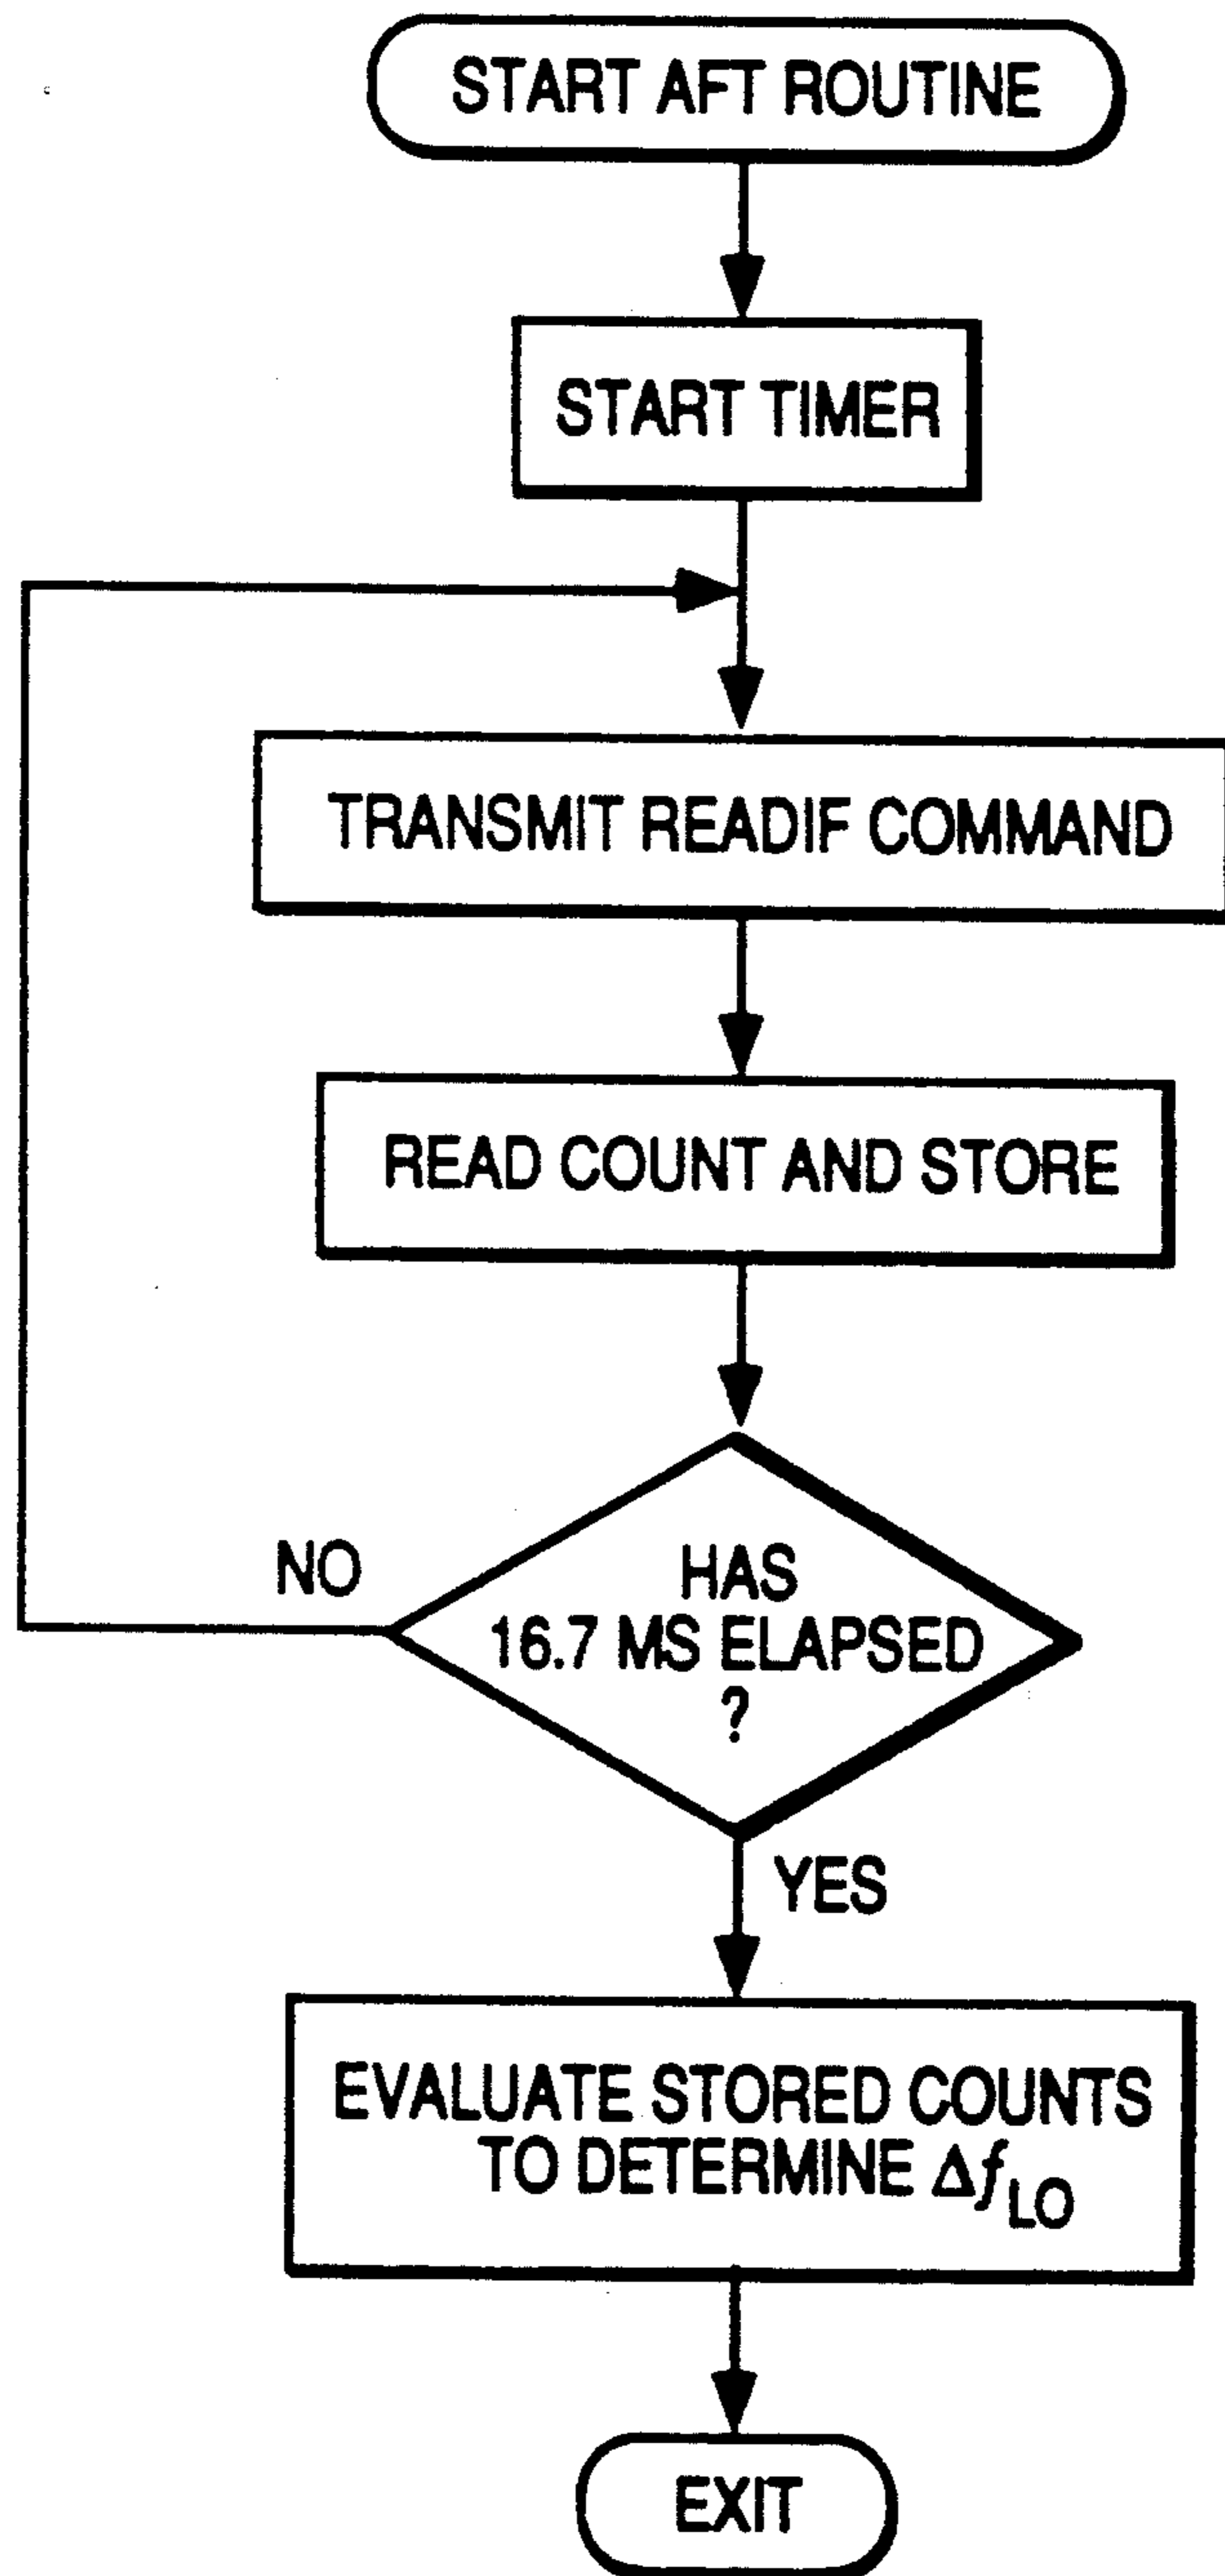 START AFT ROUTINE
START TIMER
TRANSMIT READIF COMMAND
READ COUNT AND STORE
HAS
16.7 MS ELAPSED
?
NO
YES
EVALUATE STORED COUNTS
TO DETERMINE Δf_LO
EXIT